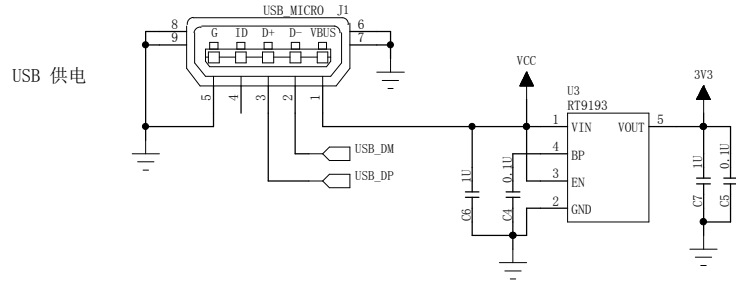 USB_MICRO J1
8 6
9 7
G ID D+ D- VBUS
USB 供电
5 4 3 2 1
VCC
3V3
U3
RT9193
1 VIN VOUT 5
4 BP
3 EN
2 GND
USB_DM
USB_DP
C6 1U
C4 0.1U
C7 1U
C5 0.1U